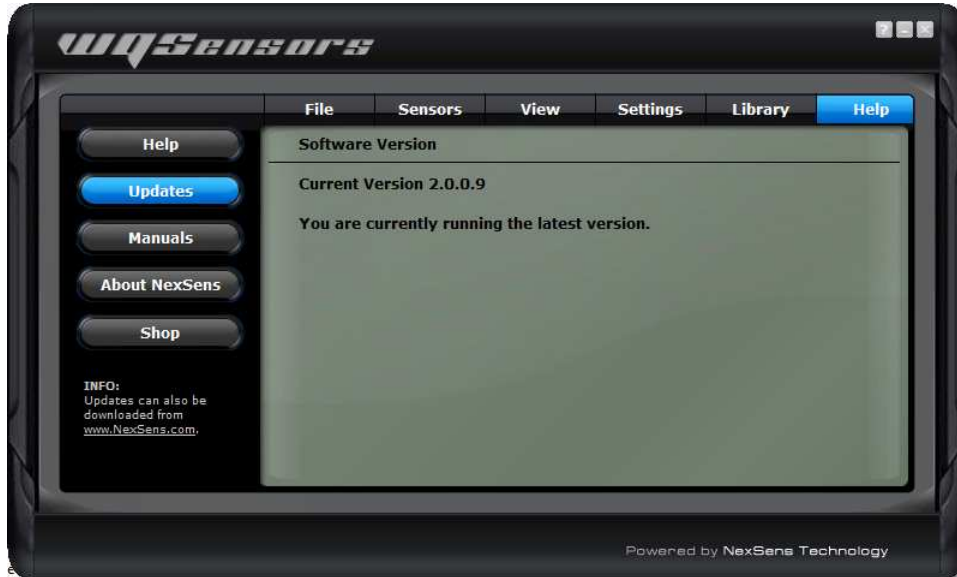 WQSensors
? _ X
File Sensors View Settings Library Help
Help
Updates
Manuals
About NexSens
Shop
INFO:
Updates can also be
downloaded from
www.NexSens.com.
Software Version
Current Version 2.0.0.9
You are currently running the latest version.
Powered by NexSens Technology
e